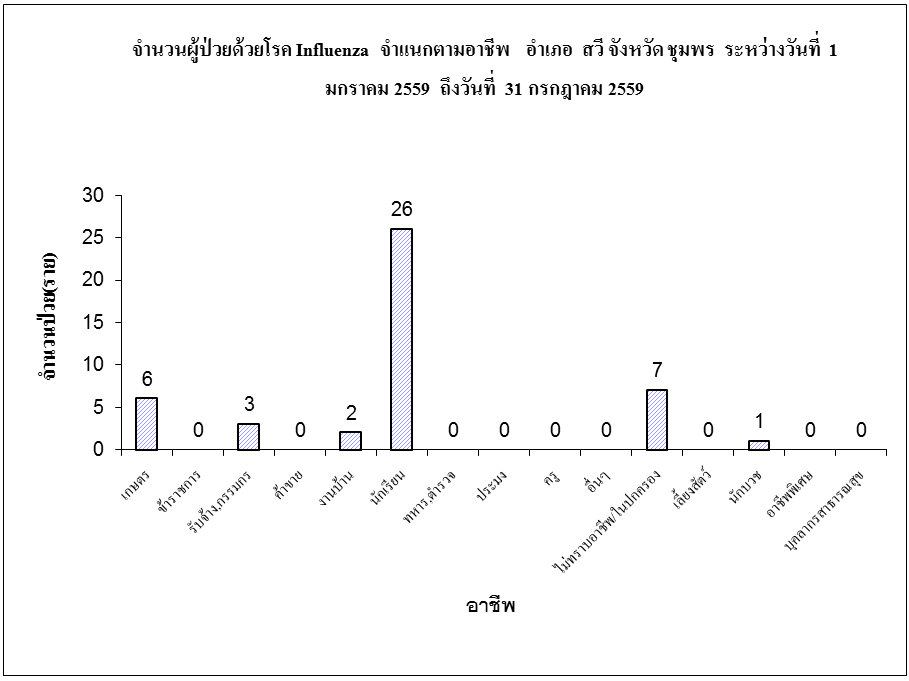 จำนวนผู้ป่วยด้วยโรค Influenza จำแนกตามอาชีพ อำเภอ สวี จังหวัด ชุมพร ระหว่างวันที่ 1
มกราคม 2559 ถึงวันที่ 31 กรกฎาคม 2559
จำนวนป่วย(ราย)
30
25
20
15
10
5
0
6
0
3
0
2
26
0
0
0
0
7
0
1
0
0
เกษตร
ข้าราชการ
รับจ้าง,กรรมกร
ค้าขาย
งานบ้าน
นักเรียน
ทหาร,ตำรวจ
ประมง
ครู
อื่นๆ
ไม่ทราบอาชีพ/ในปกครอง
เลี้ยงสัตว์
นักบวช
อาชีพพิเศษ
บุคลากรสาธารณสุข
อาชีพ